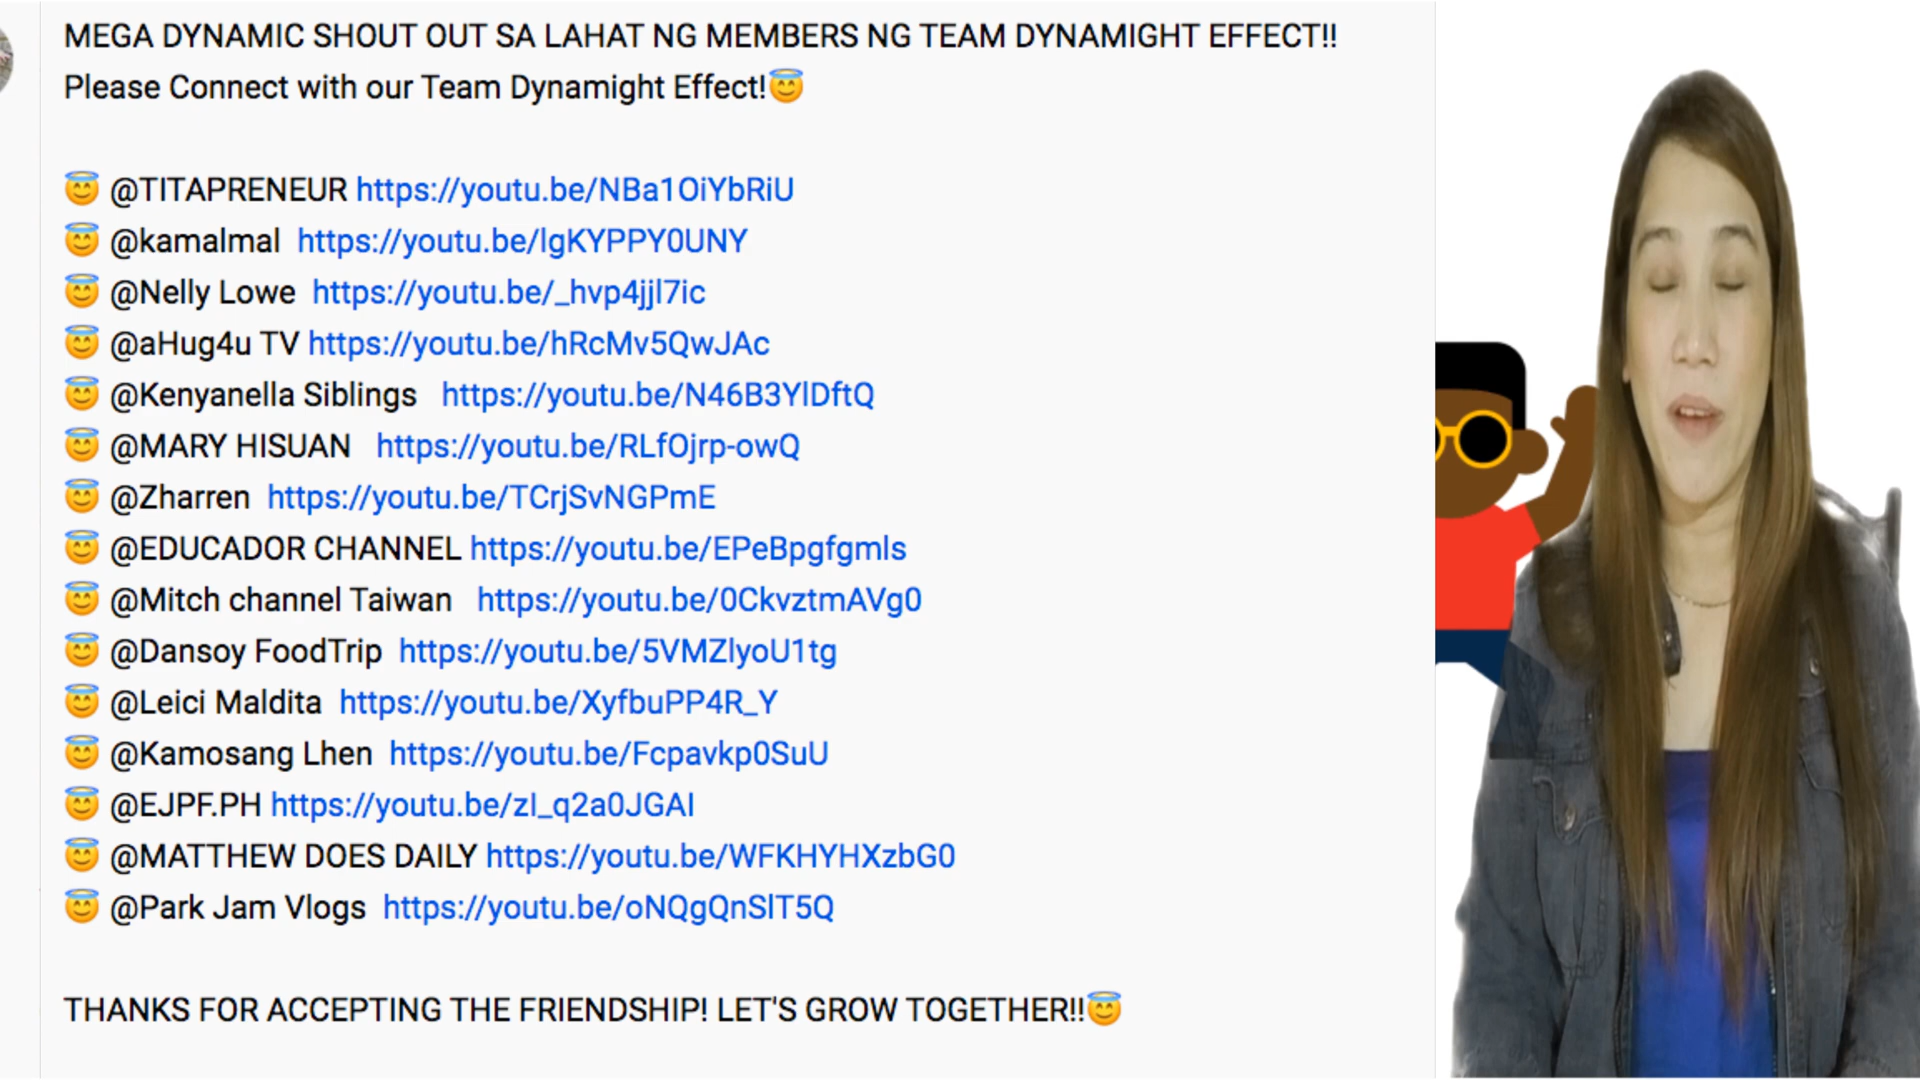 MEGA DYNAMIC SHOUT OUT SA LAHAT NG MEMBERS NG TEAM DYNAMIGHT EFFECT!!
Please Connect with our Team Dynamight Effect!😇
😇 @TITAPRENEUR https://youtu.be/NBa1OiYbRiU
😇 @kamalmal https://youtu.be/lgKYPPY0UNY
😇 @Nelly Lowe https://youtu.be/_hvp4jjl7ic
😇 @aHug4u TV https://youtu.be/hRcMv5QwJAc
😇 @Kenyanella Siblings https://youtu.be/N46B3YlDftQ
😇 @MARY HISUAN https://youtu.be/RLfOjrp-owQ
😇 @Zharren https://youtu.be/TCrjSvNGPmE
😇 @EDUCADOR CHANNEL https://youtu.be/EPeBpgfgmls
😇 @Mitch channel Taiwan https://youtu.be/0CkvztmAVg0
😇 @Dansoy FoodTrip https://youtu.be/5VMZlyoU1tg
😇 @Leici Maldita https://youtu.be/XyfbuPP4R_Y
😇 @Kamosang Lhen https://youtu.be/Fcpavkp0SuU
😇 @EJPF.PH https://youtu.be/zI_q2a0JGAI
😇 @MATTHEW DOES DAILY https://youtu.be/WFKHYHXzbG0
😇 @Park Jam Vlogs https://youtu.be/oNQgQnSlT5Q
THANKS FOR ACCEPTING THE FRIENDSHIP! LET'S GROW TOGETHER!!😇